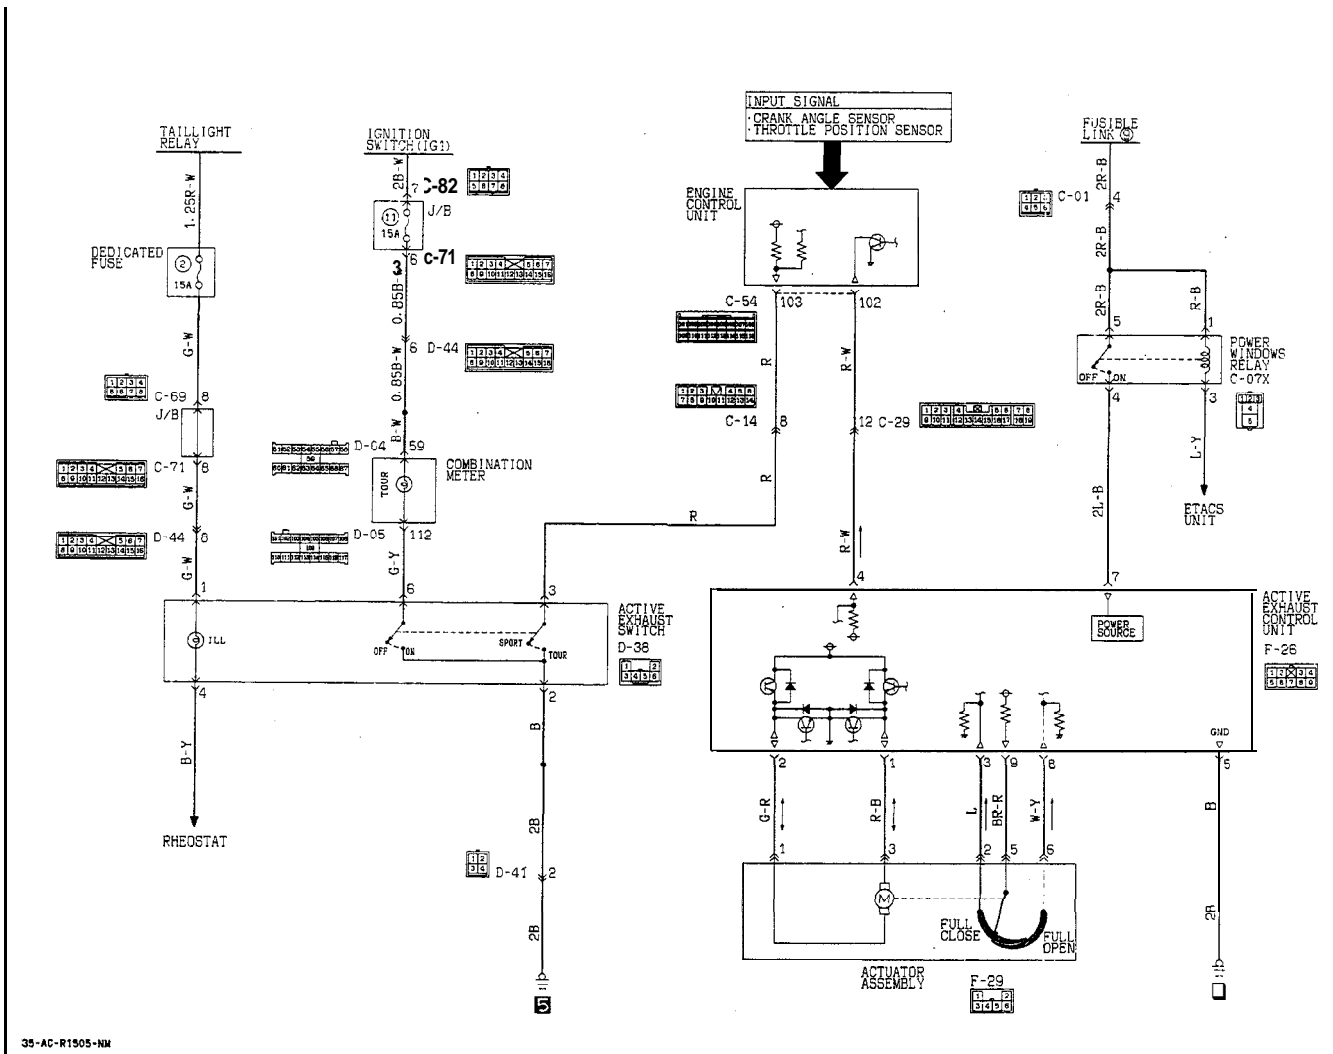 INPUT SIGNAL
·CRANK ANGLE SENSOR
·THROTTLE POSITION SENSOR
TAILLIGHT
RELAY
1.25R-W
DEDICATED
FUSE
2
15A
G-W
C-69
8
J/B
C-71
8
G-W
D-44
G-W
1
ILL
4
B-Y
RHEOSTAT
IGNITION
SWITCH(IG1)
2B-W
7
C-82
J/B
11
15A
6
C-71
3
0.85B-
6
D-44
0.85B-W
B-W
D-04
59
TOUR
COMBINATION
METER
D-05
112
G-Y
6
OFF
ON
3
SPORT
TOUR
ACTIVE
EXHAUST
SWITCH
D-38
2
B
2B
D-41
2
2B
5
ENGINE
CONTROL
UNIT
C-54
103
102
R
R-W
C-14
8
12
C-29
R
R
R-W
4
FUSIBLE
LINK 9
2R-B
C-01
4
2R-B
2R-B
R-B
5
1
OFF
ON
POWER
WINDOWS
RELAY
C-07X
4
3
L-Y
ETACS
UNIT
2L-B
7
POWER
SOURCE
ACTIVE
EXHAUST
CONTROL
UNIT
F-26
GND
2
1
3
9
8
5
G-R
R-B
L
BR-R
W-Y
B
1
3
2
5
6
M
FULL
CLOSE
FULL
OPEN
2B
ACTUATOR
ASSEMBLY
F-29
35-AC-R1505-NM